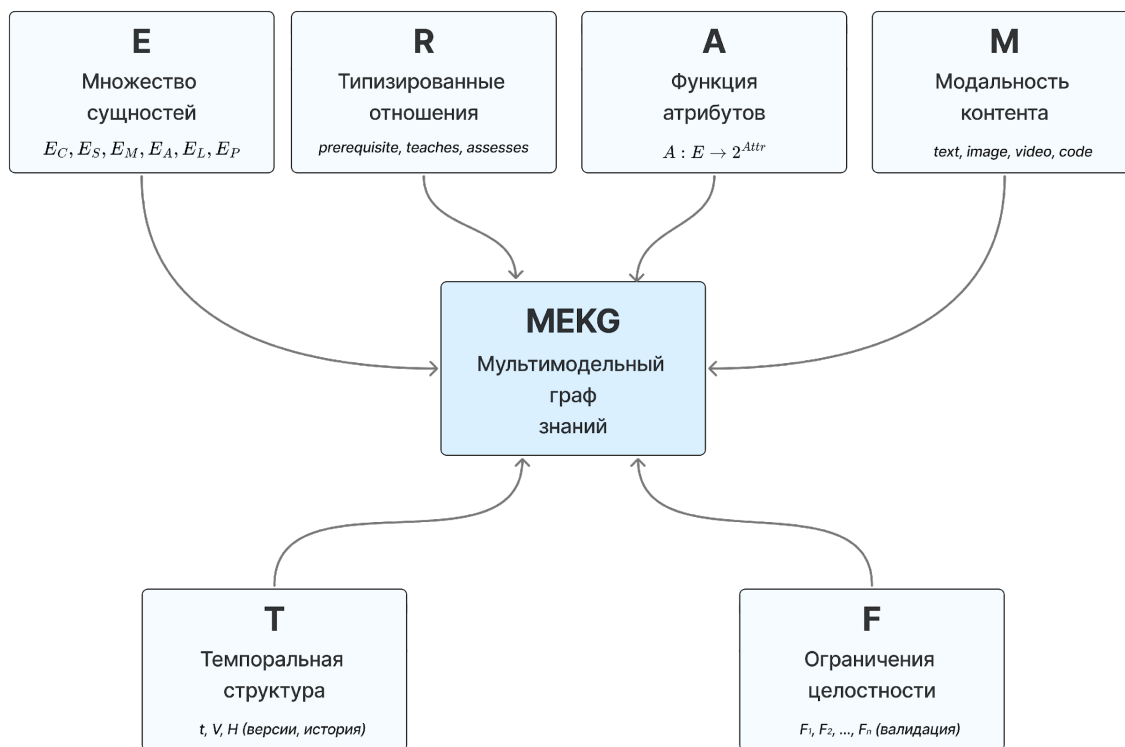 E
Множество
сущностей
E_C, E_S, E_M, E_A, E_L, E_P
R
Типизированные
отношения
prerequisite, teaches, assesses
A
Функция
атрибутов
A : E → 2^{Attr}
M
Модальность
контента
text, image, video, code
MEKG
Мультимодельный
граф
знаний
T
Темпоральная
структура
t, V, H (версии, история)
F
Ограничения
целостности
F₁, F₂, ..., Fₙ (валидация)